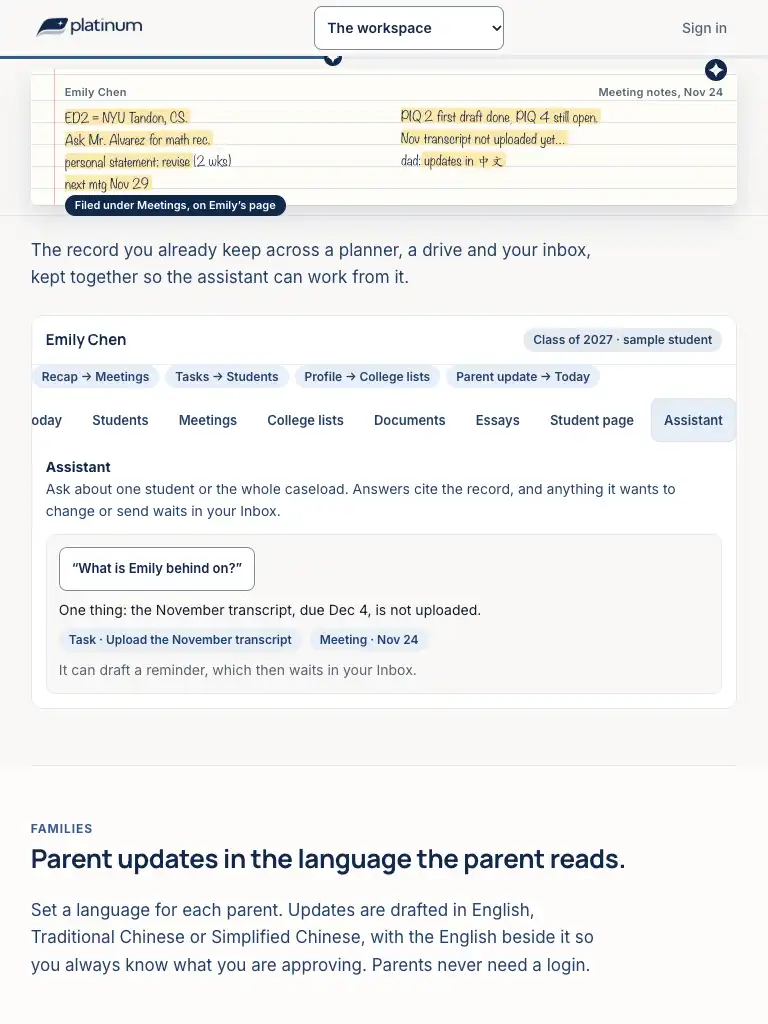 platinum
The workspace
Sign in
Emily Chen
Meeting notes, Nov 24
ED2 = NYU Tandon, CS.
Ask Mr. Alvarez for math rec.
personal statement: revise (2 wks)
next mtg Nov 29
PIQ 2 first draft done, PIQ 4 still open.
Nov transcript not uploaded yet...
dad: updates in 中文
Filed under Meetings, on Emily's page
The record you already keep across a planner, a drive and your inbox,
kept together so the assistant can work from it.
Emily Chen
Class of 2027 · sample student
Recap → Meetings
Tasks → Students
Profile → College lists
Parent update → Today
oday
Students
Meetings
College lists
Documents
Essays
Student page
Assistant
Assistant
Ask about one student or the whole caseload. Answers cite the record, and anything it wants to
change or send waits in your Inbox.
“What is Emily behind on?”
One thing: the November transcript, due Dec 4, is not uploaded.
Task · Upload the November transcript
Meeting · Nov 24
It can draft a reminder, which then waits in your Inbox.
FAMILIES
Parent updates in the language the parent reads.
Set a language for each parent. Updates are drafted in English,
Traditional Chinese or Simplified Chinese, with the English beside it so
you always know what you are approving. Parents never need a login.